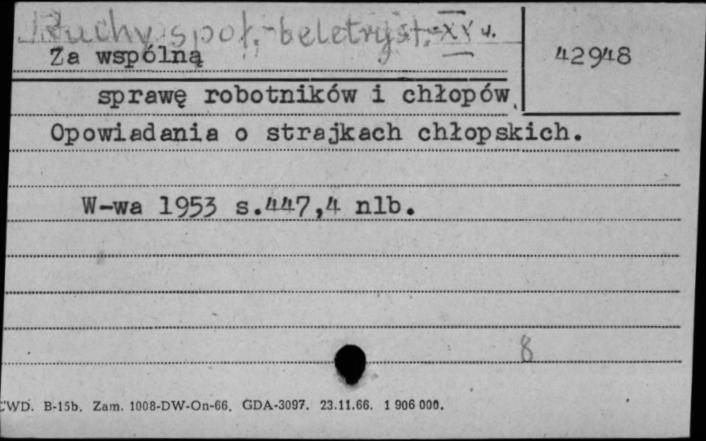 Ruchy społ.-beletryst. XX w.
Za wspólną
42948
sprawę robotników i chłopów.
Opowiadania o strajkach chłopskich.
W-wa 1953 s.447,4 nlb.
8
CWD. B-15b. Zam. 1008-DW-On-66. GDA-3097. 23.11.66. 1 906 000.